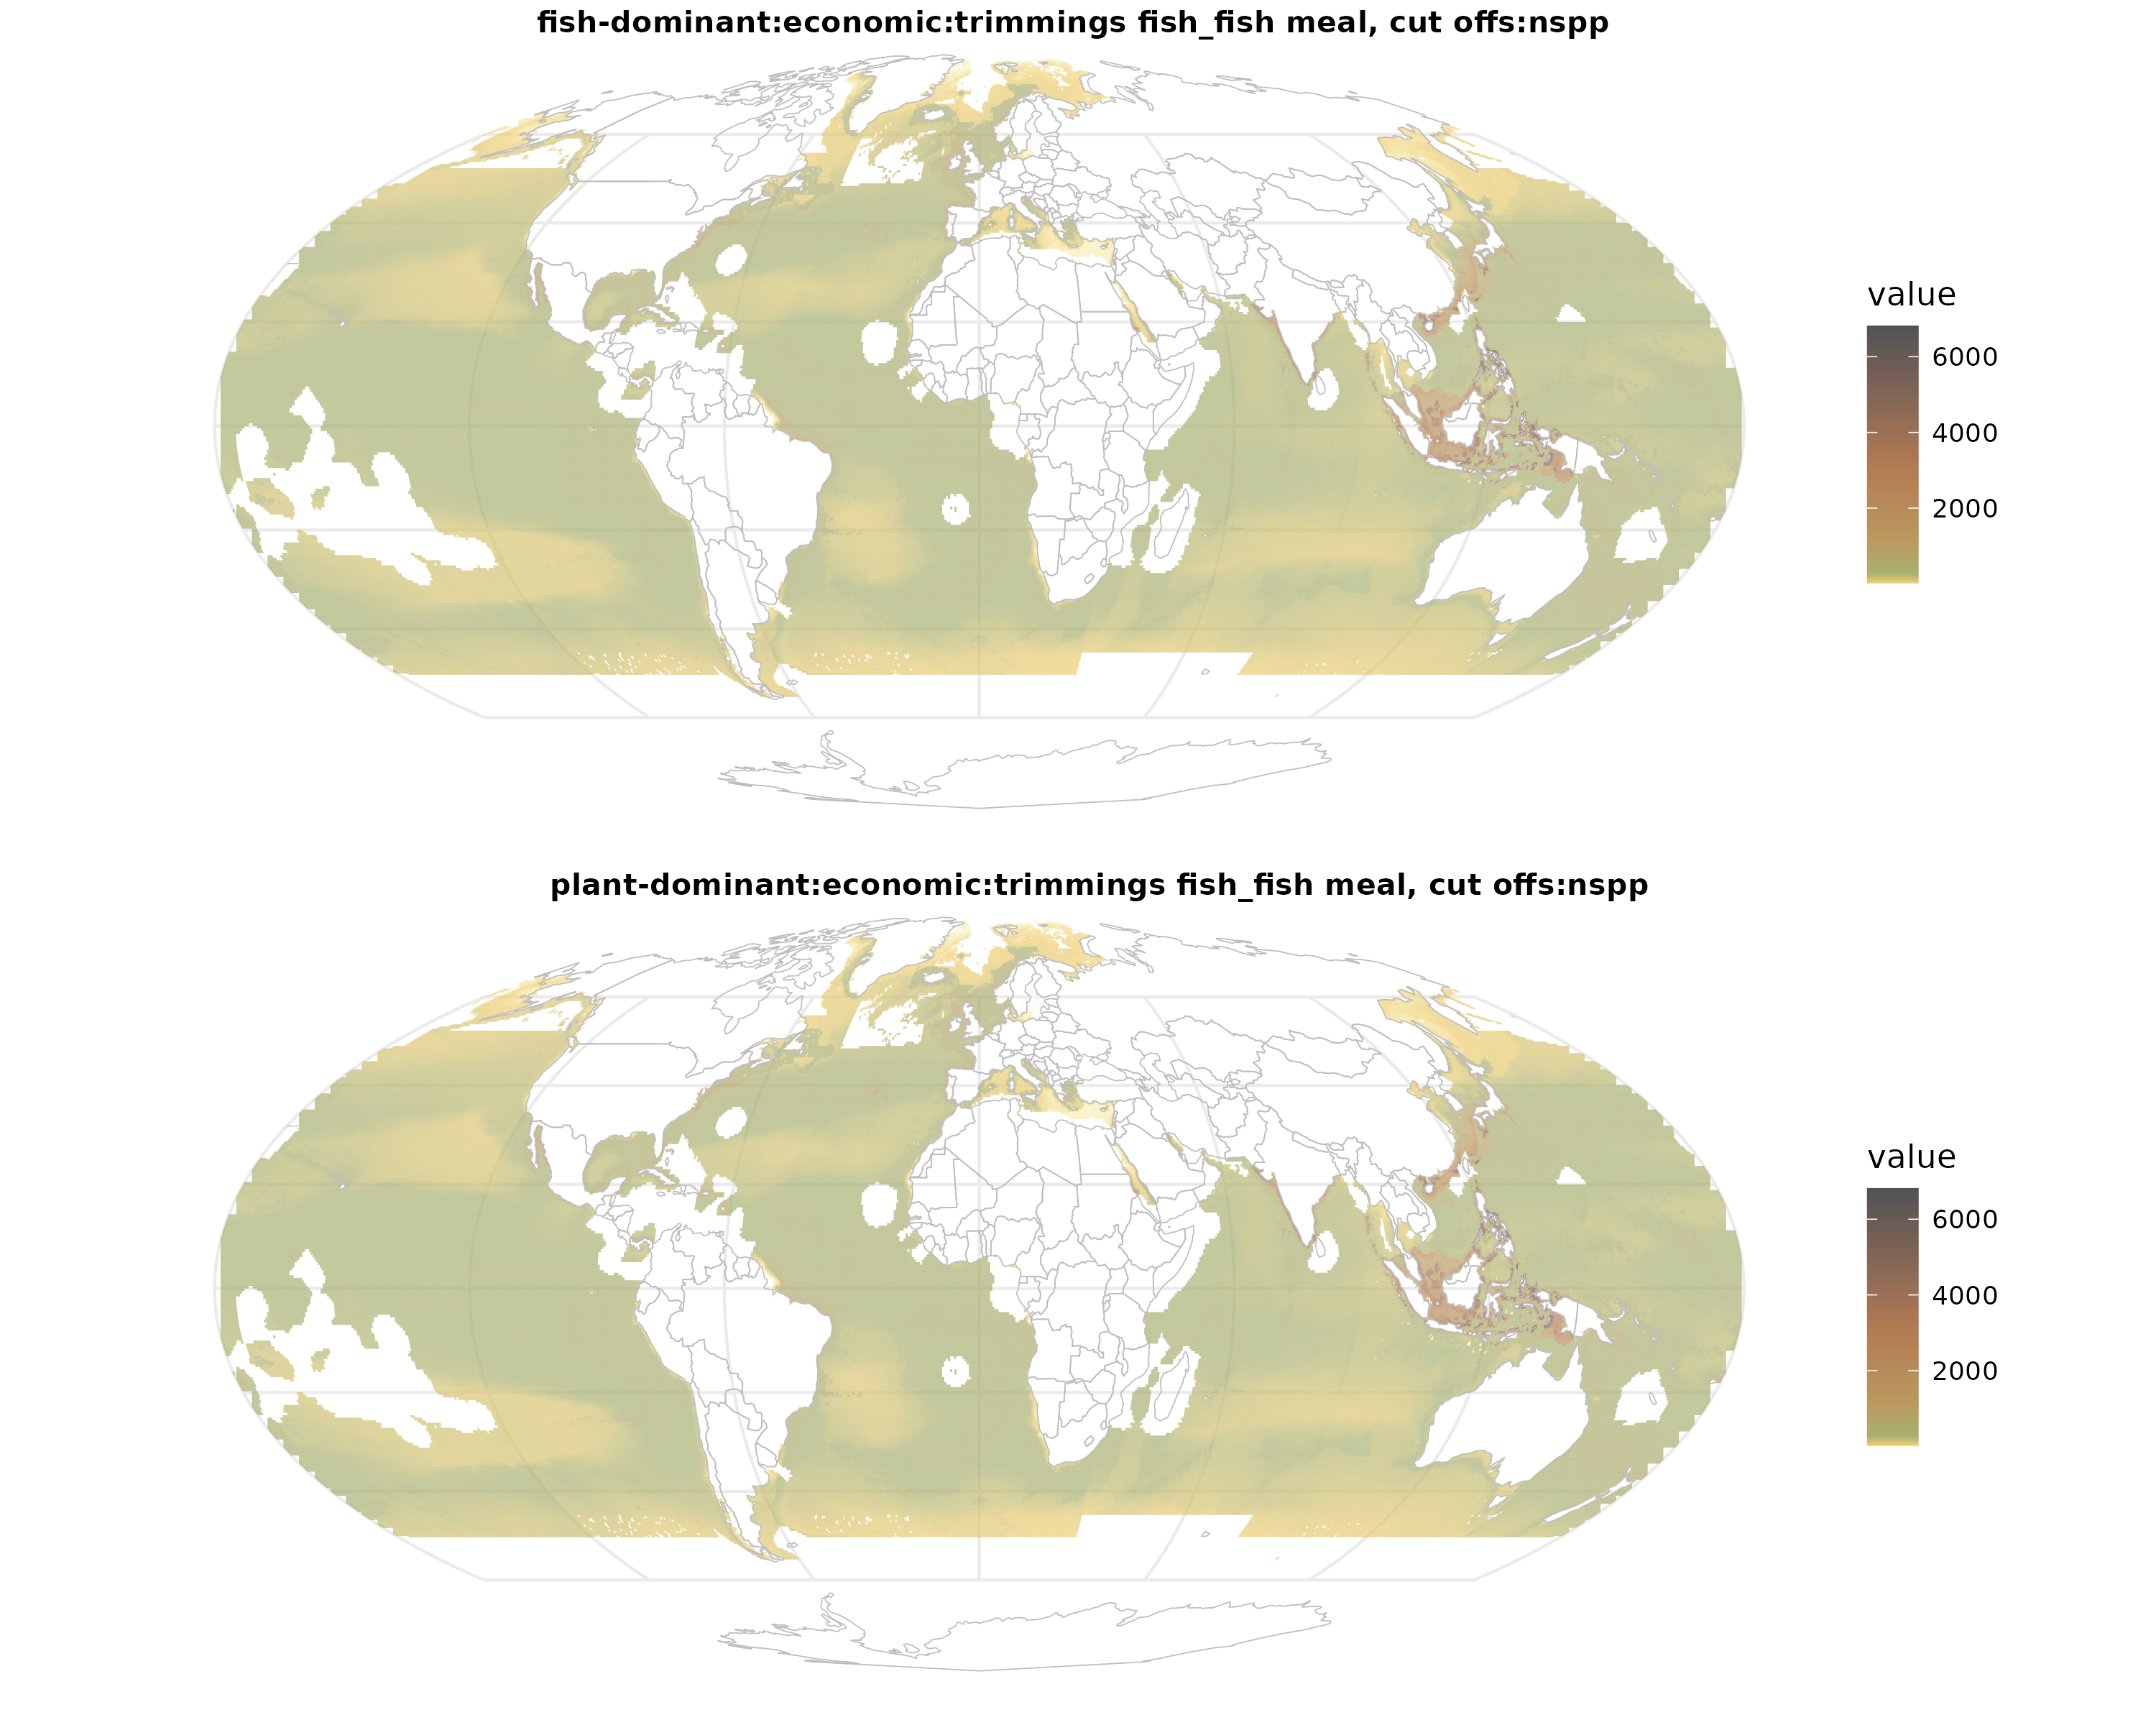 fish-dominant:economic:trimmings fish_fish meal, cut offs:nspp
value
6000
4000
2000
plant-dominant:economic:trimmings fish_fish meal, cut offs:nspp
value
6000
4000
2000